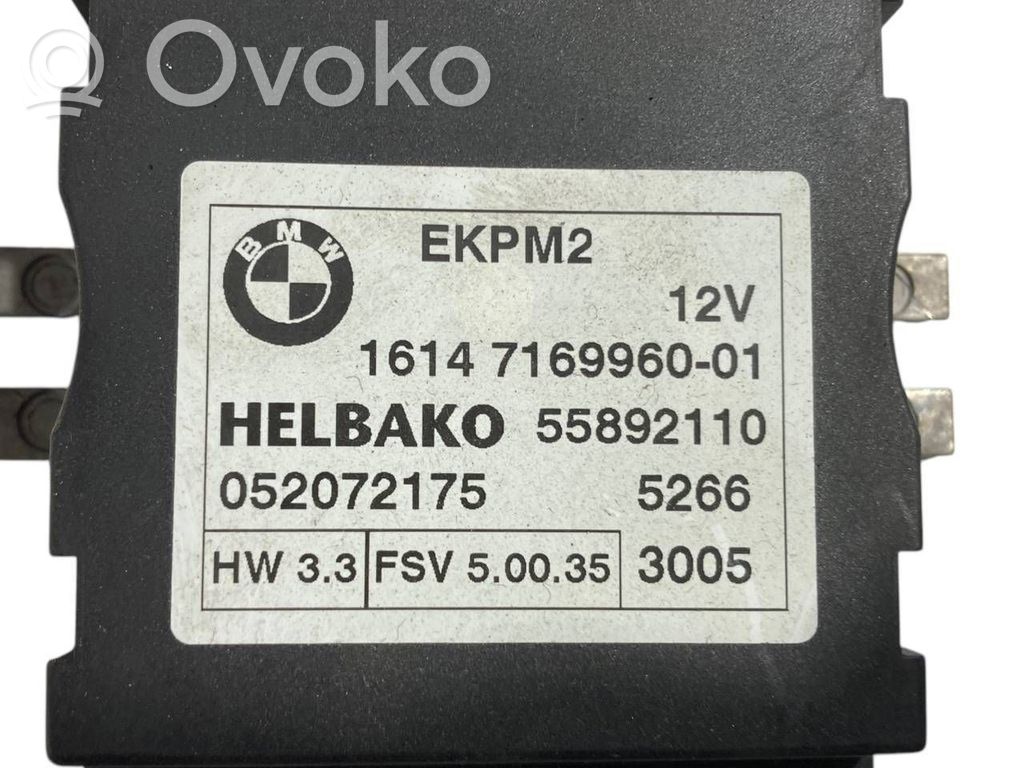 Ovoko
BMW
EKPM2
12V
1614 7169960-01
HELBAKO 55892110
052072175 5266
HW 3.3 FSV 5.00.35 3005